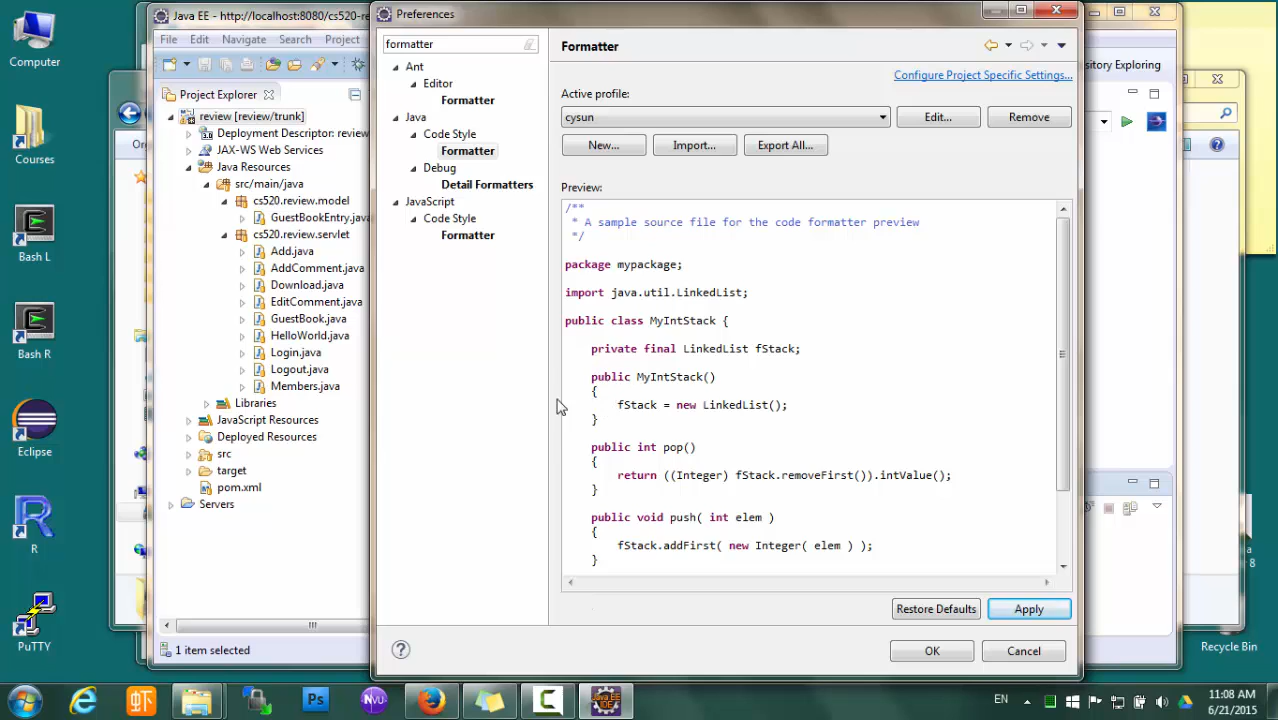 Java EE - http://localhost:8080/cs520-re
Preferences
File Edit Navigate Search Project
formatter
Formatter
Configure Project Specific Settings...
sitory Exploring
Active profile:
cysun
Edit...
Remove
New...
Import...
Export All...
Preview:
Ant
Editor
Formatter
Java
Code Style
Formatter
Debug
Detail Formatters
JavaScript
Code Style
Formatter
Project Explorer
review [review/trunk]
Deployment Descriptor: review
JAX-WS Web Services
Java Resources
src/main/java
cs520.review.model
GuestBookEntry.java
cs520.review.servlet
Add.java
AddComment.java
Download.java
EditComment.java
GuestBook.java
HelloWorld.java
Login.java
Logout.java
Members.java
Libraries
JavaScript Resources
Deployed Resources
src
target
pom.xml
Servers
1 item selected
/**
* A sample source file for the code formatter preview
*/
package mypackage;
import java.util.LinkedList;
public class MyIntStack {
private final LinkedList fStack;
public MyIntStack()
{
fStack = new LinkedList();
}
public int pop()
{
return ((Integer) fStack.removeFirst()).intValue();
}
public void push( int elem )
{
fStack.addFirst( new Integer( elem ) );
}
Restore Defaults
Apply
OK
Cancel
Computer
Courses
Bash L
Bash R
Eclipse
R
PuTTY
Or
a
r 8
Recycle Bin
虾
Ps
NVU
Java EE
IDE
EN
11:08 AM
6/21/2015